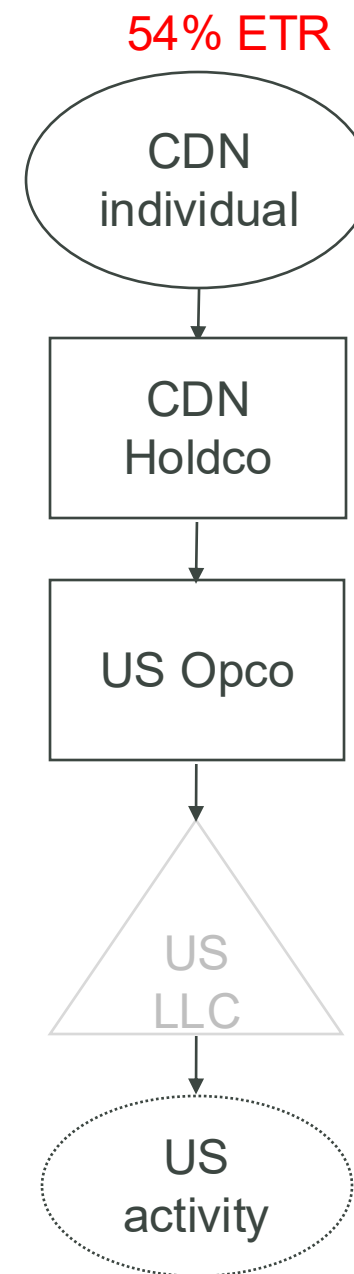 54% ETR
CDN
individual
CDN
Holdco
US Opco
US
LLC
US
activity